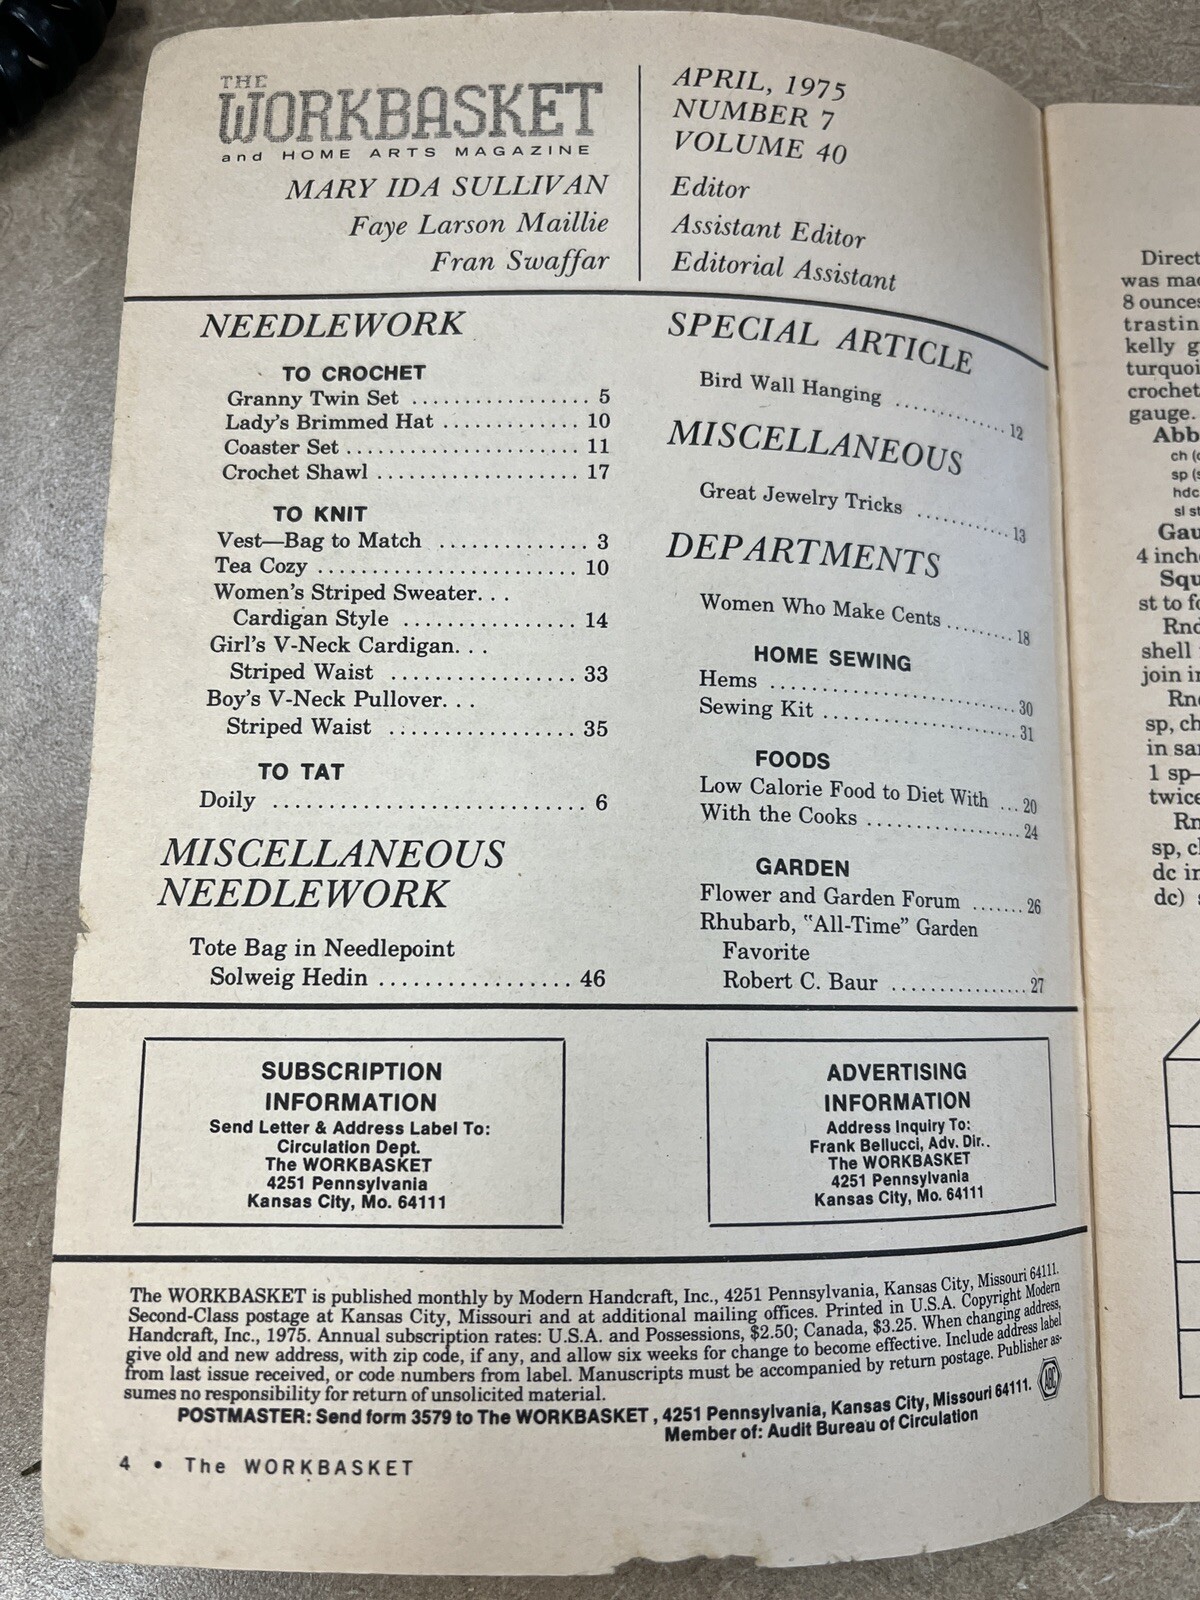 THE
WORKBASKET
and HOME ARTS MAGAZINE
MARY IDA SULLIVAN
Faye Larson Maillie
Fran Swaffar
APRIL, 1975
NUMBER 7
VOLUME 40
Editor
Assistant Editor
Editorial Assistant
NEEDLEWORK
TO CROCHET
Granny Twin Set ................. 5
Lady's Brimmed Hat ............. 10
Coaster Set ..................... 11
Crochet Shawl ................... 17
TO KNIT
Vest—Bag to Match .............. 3
Tea Cozy ........................ 10
Women's Striped Sweater. . .
Cardigan Style ................. 14
Girl's V-Neck Cardigan. . .
Striped Waist .................. 33
Boy's V-Neck Pullover. . .
Striped Waist .................. 35
TO TAT
Doily ............................ 6
MISCELLANEOUS
NEEDLEWORK
Tote Bag in Needlepoint
Solweig Hedin .................. 46
SPECIAL ARTICLE
Bird Wall Hanging .............. 12
MISCELLANEOUS
Great Jewelry Tricks ........... 13
DEPARTMENTS
Women Who Make Cents ......... 18
HOME SEWING
Hems ............................ 30
Sewing Kit ...................... 31
FOODS
Low Calorie Food to Diet With ... 20
With the Cooks .................. 24
GARDEN
Flower and Garden Forum ....... 26
Rhubarb, "All-Time" Garden
Favorite
Robert C. Baur ................. 27
SUBSCRIPTION
INFORMATION
Send Letter & Address Label To:
Circulation Dept.
The WORKBASKET
4251 Pennsylvania
Kansas City, Mo. 64111
ADVERTISING
INFORMATION
Address Inquiry To:
Frank Bellucci, Adv. Dir..
The WORKBASKET
4251 Pennsylvania
Kansas City, Mo. 64111
The WORKBASKET is published monthly by Modern Handcraft, Inc., 4251 Pennsylvania, Kansas City, Missouri 64111.
Second-Class postage at Kansas City, Missouri and at additional mailing offices. Printed in U.S.A. Copyright Modern
Handcraft, Inc., 1975. Annual subscription rates: U.S.A. and Possessions, $2.50; Canada, $3.25. When changing address,
give old and new address, with zip code, if any, and allow six weeks for change to become effective. Include address label
from last issue received, or code numbers from label. Manuscripts must be accompanied by return postage. Publisher as-
sumes no responsibility for return of unsolicited material.
POSTMASTER: Send form 3579 to The WORKBASKET , 4251 Pennsylvania, Kansas City, Missouri 64111.
Member of: Audit Bureau of Circulation
ABC
4 • The WORKBASKET
Direct
was mad
8 ounces
trastin
kelly g
turquoi
crochet
gauge.
Abb
ch (c
sp (s
hdc
sl st
Gau
4 inche
Squ
st to fo
Rnd
shell
join in
Rnd
sp, ch
in sam
1 sp—
twice
Rn
sp, c
dc in
dc)